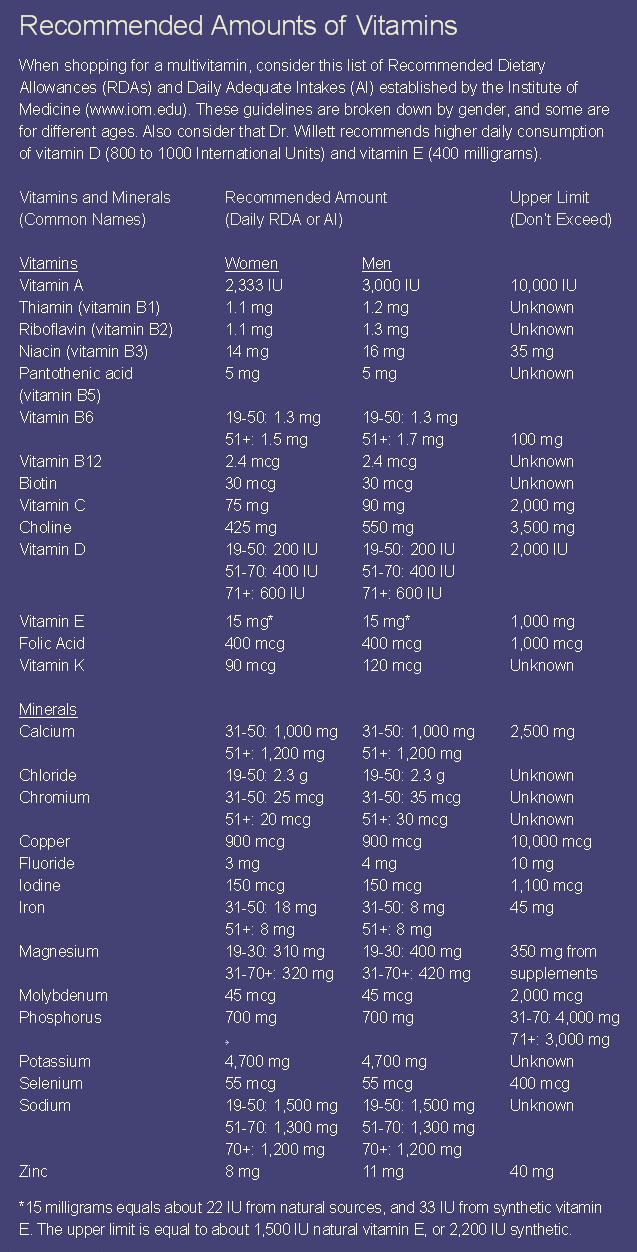 Recommended Amounts of Vitamins
When shopping for a multivitamin, consider this list of Recommended Dietary
Allowances (RDAs) and Daily Adequate Intakes (AI) established by the Institute of
Medicine (www.iom.edu). These guidelines are broken down by gender, and some are
for different ages. Also consider that Dr. Willett recommends higher daily consumption
of vitamin D (800 to 1000 International Units) and vitamin E (400 milligrams).
Vitamins and Minerals Recommended Amount Upper Limit
(Common Names) (Daily RDA or AI) (Don't Exceed)
Vitamins Women Men
Vitamin A 2,333 IU 3,000 IU 10,000 IU
Thiamin (vitamin B1) 1.1 mg 1.2 mg Unknown
Riboflavin (vitamin B2) 1.1 mg 1.3 mg Unknown
Niacin (vitamin B3) 14 mg 16 mg 35 mg
Pantothenic acid 5 mg 5 mg Unknown
(vitamin B5)
Vitamin B6 19-50: 1.3 mg 19-50: 1.3 mg
51+: 1.5 mg 51+: 1.7 mg 100 mg
Vitamin B12 2.4 mcg 2.4 mcg Unknown
Biotin 30 mcg 30 mcg Unknown
Vitamin C 75 mg 90 mg 2,000 mg
Choline 425 mg 550 mg 3,500 mg
Vitamin D 19-50: 200 IU 19-50: 200 IU 2,000 IU
51-70: 400 IU 51-70: 400 IU
71+: 600 IU 71+: 600 IU
Vitamin E 15 mg* 15 mg* 1,000 mg
Folic Acid 400 mcg 400 mcg 1,000 mcg
Vitamin K 90 mcg 120 mcg Unknown
Minerals
Calcium 31-50: 1,000 mg 31-50: 1,000 mg 2,500 mg
51+: 1,200 mg 51+: 1,200 mg
Chloride 19-50: 2.3 g 19-50: 2.3 g Unknown
Chromium 31-50: 25 mcg 31-50: 35 mcg Unknown
51+: 20 mcg 51+: 30 mcg Unknown
Copper 900 mcg 900 mcg 10,000 mcg
Fluoride 3 mg 4 mg 10 mg
Iodine 150 mcg 150 mcg 1,100 mcg
Iron 31-50: 18 mg 31-50: 8 mg 45 mg
51+: 8 mg 51+: 8 mg
Magnesium 19-30: 310 mg 19-30: 400 mg 350 mg from
31-70+: 320 mg 31-70+: 420 mg supplements
Molybdenum 45 mcg 45 mcg 2,000 mcg
Phosphorus 700 mg 700 mg 31-70: 4,000 mg
71+: 3,000 mg
Potassium 4,700 mg 4,700 mg Unknown
Selenium 55 mcg 55 mcg 400 mcg
Sodium 19-50: 1,500 mg 19-50: 1,500 mg Unknown
51-70: 1,300 mg 51-70: 1,300 mg
70+: 1,200 mg 70+: 1,200 mg
Zinc 8 mg 11 mg 40 mg
*15 milligrams equals about 22 IU from natural sources, and 33 IU from synthetic vitamin
E. The upper limit is equal to about 1,500 IU natural vitamin E, or 2,200 IU synthetic.